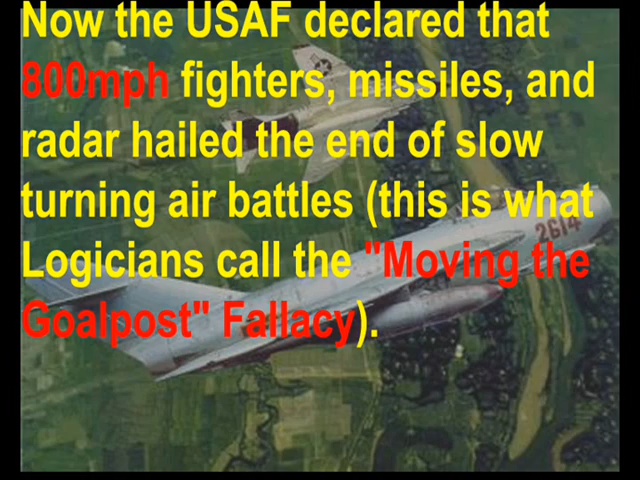 Now the USAF declared that
800mph fighters, missiles, and
radar hailed the end of slow
turning air battles (this is what
Logicians call the "Moving the
Goalpost" Fallacy).
2614